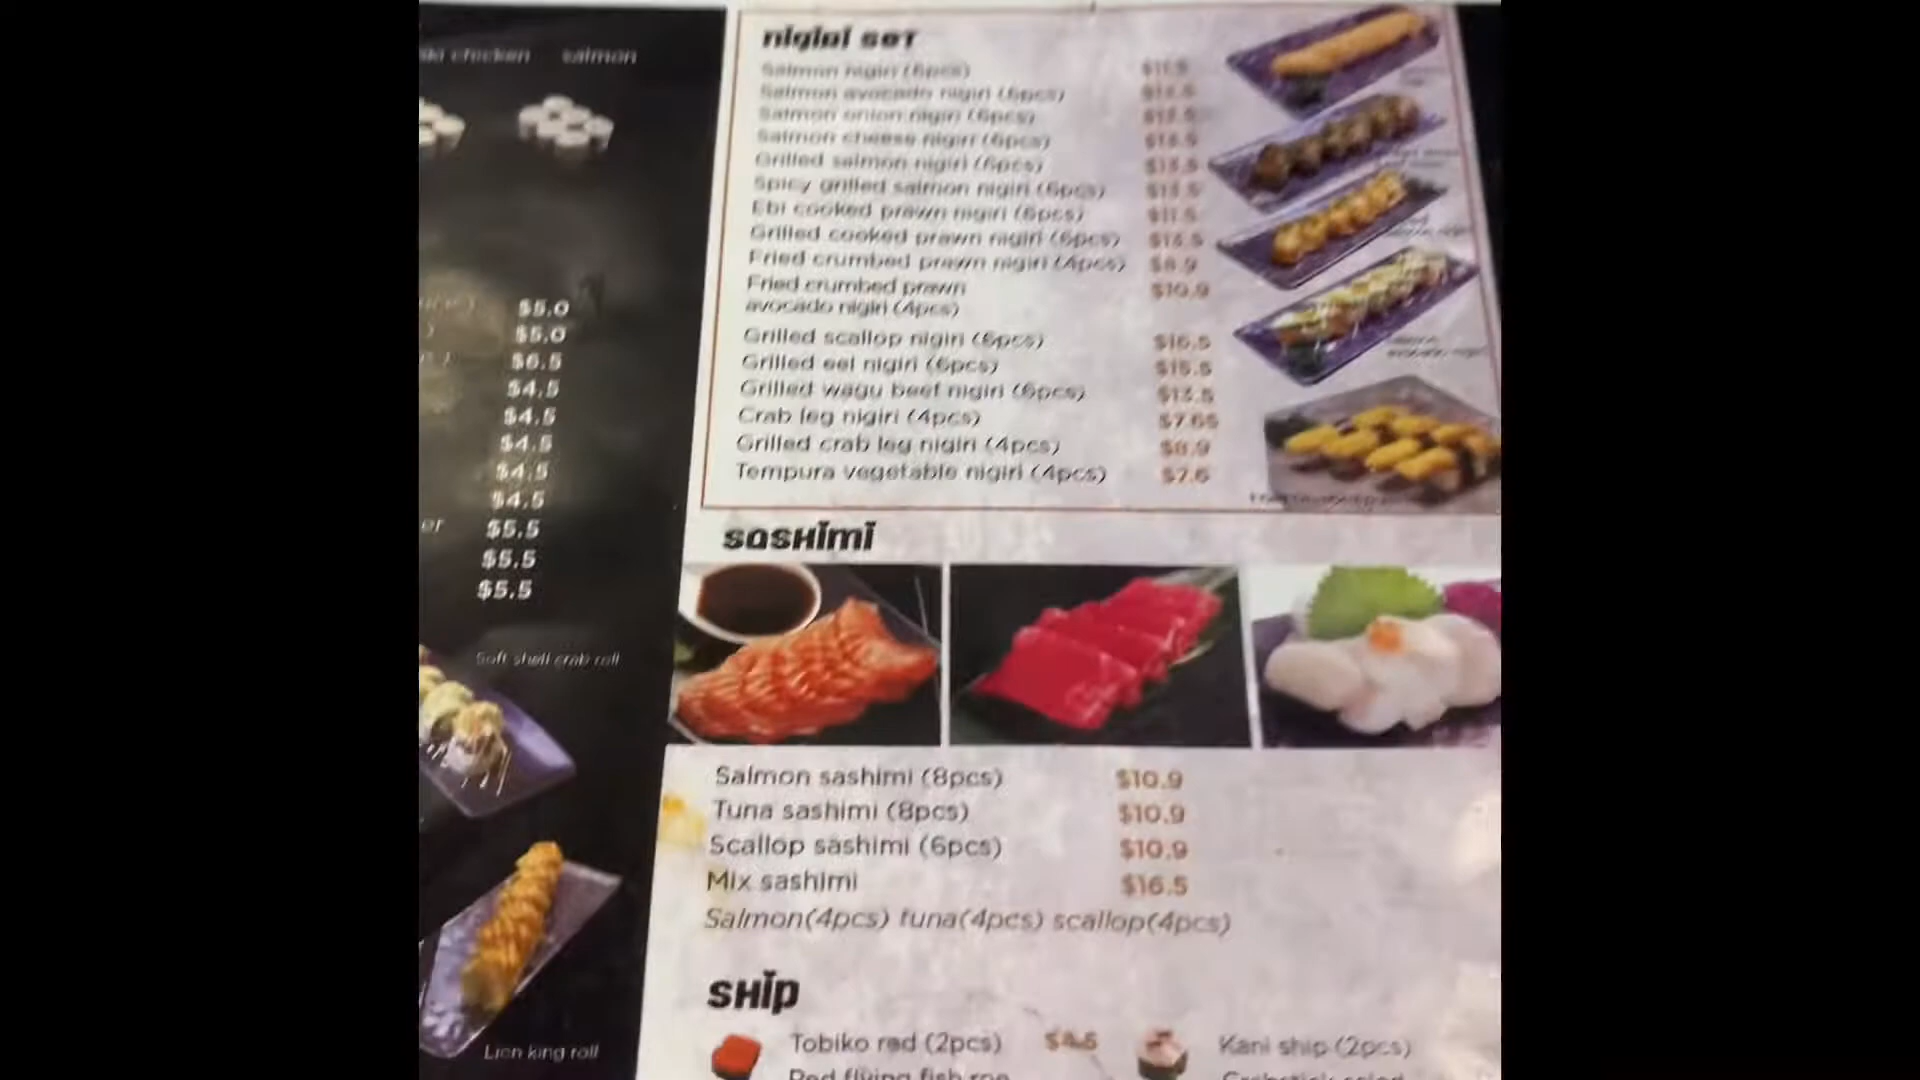 chicken salmon
$5.0
$5.0
$6.5
$4.5
$4.5
$4.5
$4.5
$4.5
er $5.5
$5.5
$5.5
Soft shell crab roll
Lion king roll
nigiri set
Salmon nigiri (6pcs)
Salmon avocado nigiri (6pcs)
Salmon onion nigiri (6pcs)
Salmon cheese nigiri (6pcs)
Grilled salmon nigiri (6pcs)
Spicy grilled salmon nigiri (6pcs)
Ebi cooked prawn nigiri (6pcs)
Grilled cooked prawn nigiri (6pcs)
Fried crumbed prawn nigiri (4pcs) $8.9
Fried crumbed prawn $10.9
avocado nigiri (4pcs)
Grilled scallop nigiri (6pcs) $16.5
Grilled eel nigiri (6pcs) $15.5
Grilled wagu beef nigiri (6pcs) $13.5
Crab leg nigiri (4pcs) $7.65
Grilled crab leg nigiri (4pcs) $8.9
Tempura vegetable nigiri (4pcs) $7.6
sashimi
Salmon sashimi (8pcs) $10.9
Tuna sashimi (8pcs) $10.9
Scallop sashimi (6pcs) $10.9
Mix sashimi $16.5
Salmon(4pcs) tuna(4pcs) scallop(4pcs)
ship
Tobiko red (2pcs) Kani ship (2pcs)
Red flying fish roe